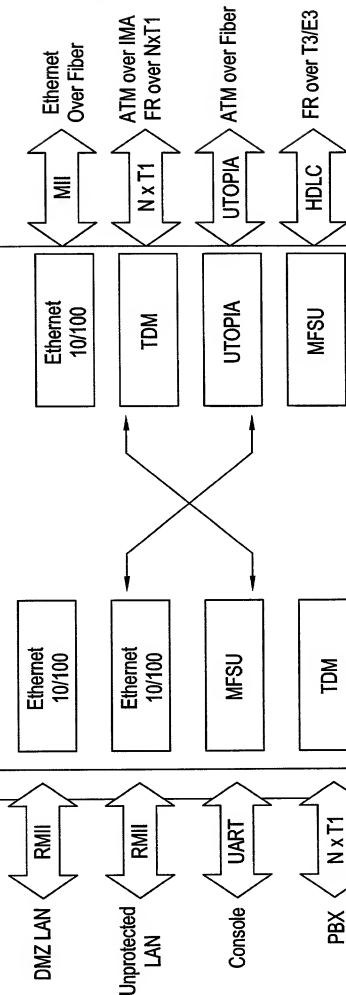 DMZ LAN
RMII
Ethernet
10/100
Unprotected
LAN
RMII
Ethernet
10/100
Console
UART
MFSU
PBX
N x T1
TDM
Ethernet
10/100
MII
Ethernet
Over Fiber
TDM
N x T1
ATM over IMA
FR over NxT1
UTOPIA
UTOPIA
ATM over Fiber
MFSU
HDLC
FR over T3/E3